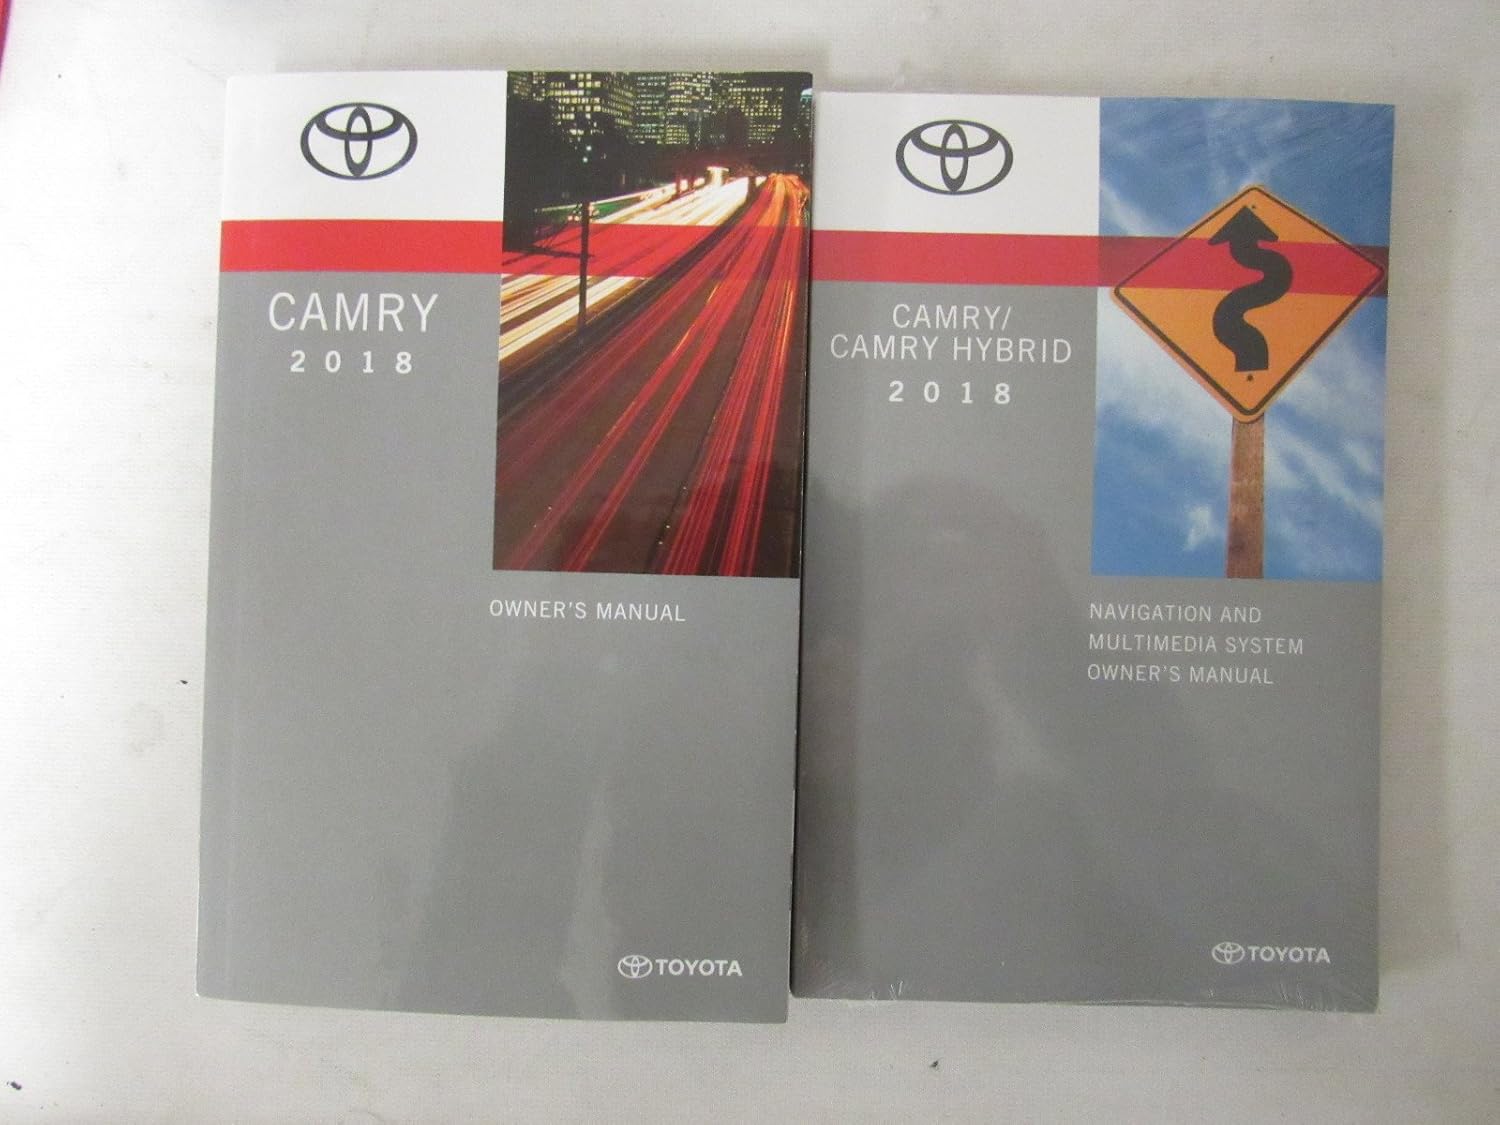 CAMRY
2018
OWNER'S MANUAL
TOYOTA
CAMRY/
CAMRY HYBRID
2018
NAVIGATION AND
MULTIMEDIA SYSTEM
OWNER'S MANUAL
TOYOTA